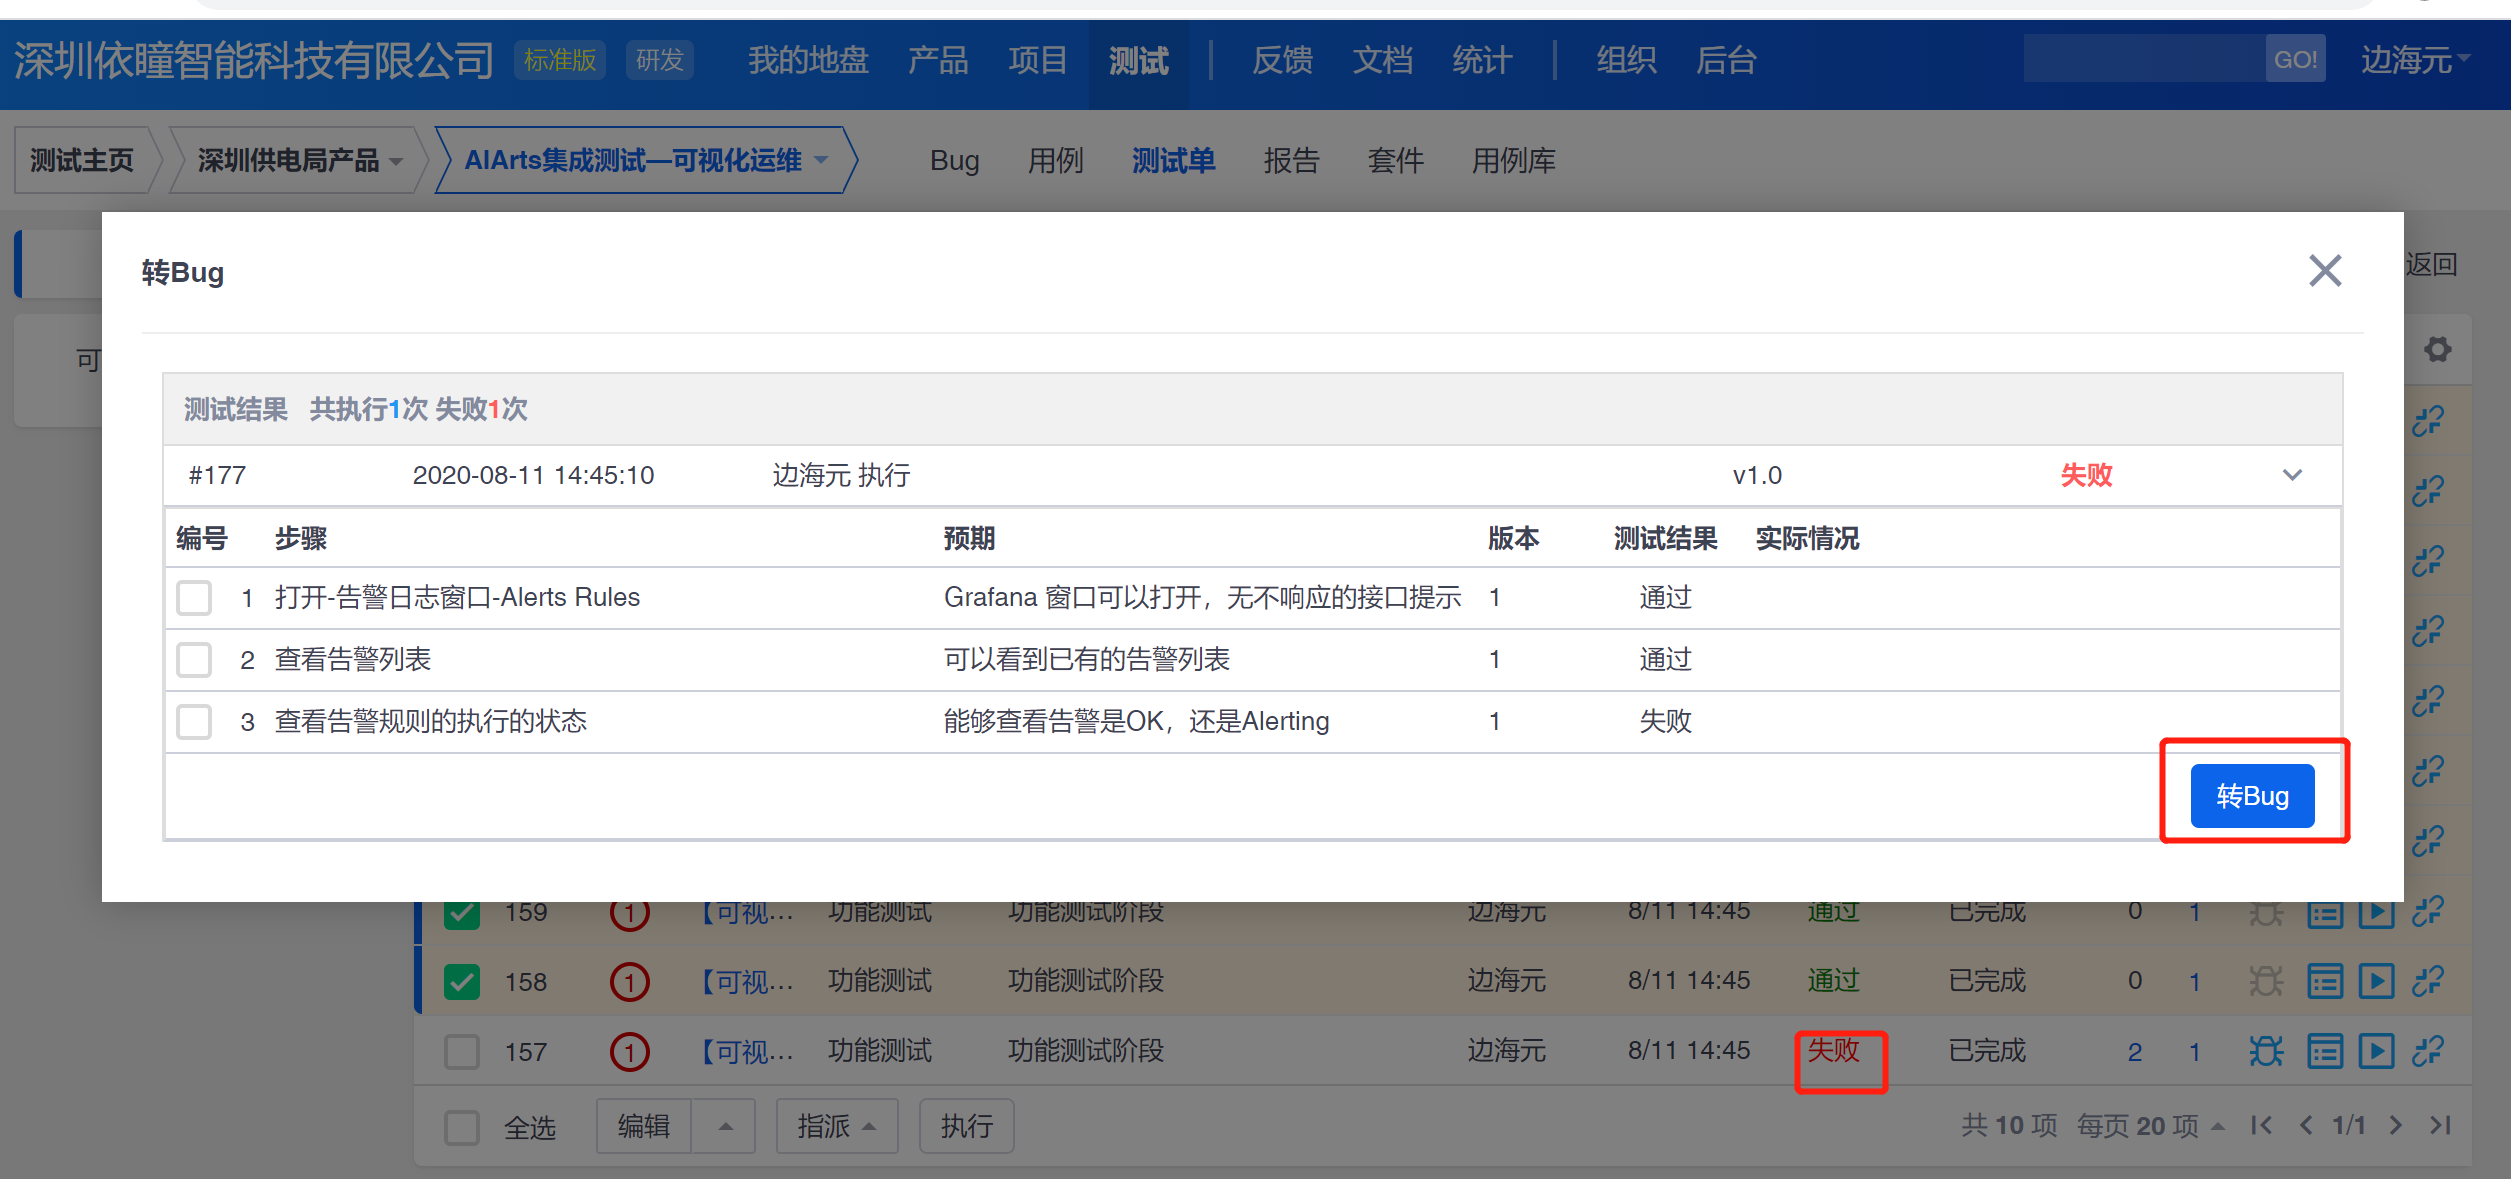 深圳依瞳智能科技有限公司 标准版 研发 我的地盘 产品 项目 测试 反馈 文档 统计 组织 后台 GO! 边海元
测试主页 深圳供电局产品 AIArts集成测试—可视化运维 Bug 用例 测试单 报告 套件 用例库
返回
转Bug
可
测试结果 共执行1次 失败1次
#177 2020-08-11 14:45:10 边海元 执行 v1.0 失败
编号 步骤 预期 版本 测试结果 实际情况
1 打开-告警日志窗口-Alerts Rules Grafana 窗口可以打开，无不响应的接口提示 1 通过
2 查看告警列表 可以看到已有的告警列表 1 通过
3 查看告警规则的执行的状态 能够查看告警是OK，还是Alerting 1 失败
转Bug
159 1 【可视... 功能测试 功能测试阶段 边海元 8/11 14:45 通过 已完成 0 1
158 1 【可视... 功能测试 功能测试阶段 边海元 8/11 14:45 通过 已完成 0 1
157 1 【可视... 功能测试 功能测试阶段 边海元 8/11 14:45 失败 已完成 2 1
全选 编辑 指派 执行 共 10 项 每页 20 项 1/1